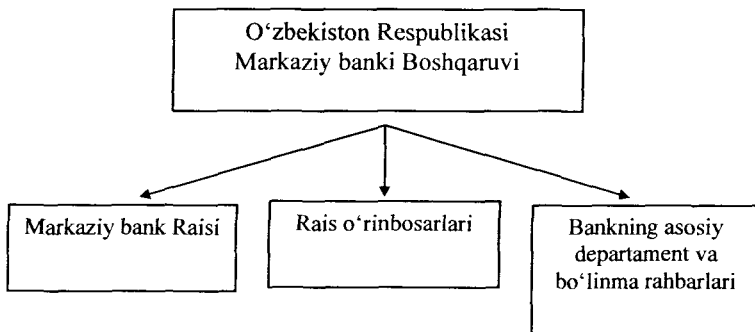 O‘zbekiston Respublikasi
Markaziy banki Boshqaruvi
Markaziy bank Raisi
Rais o‘rinbosarlari
Bankning asosiy
departament va
bo‘linma rahbarlari